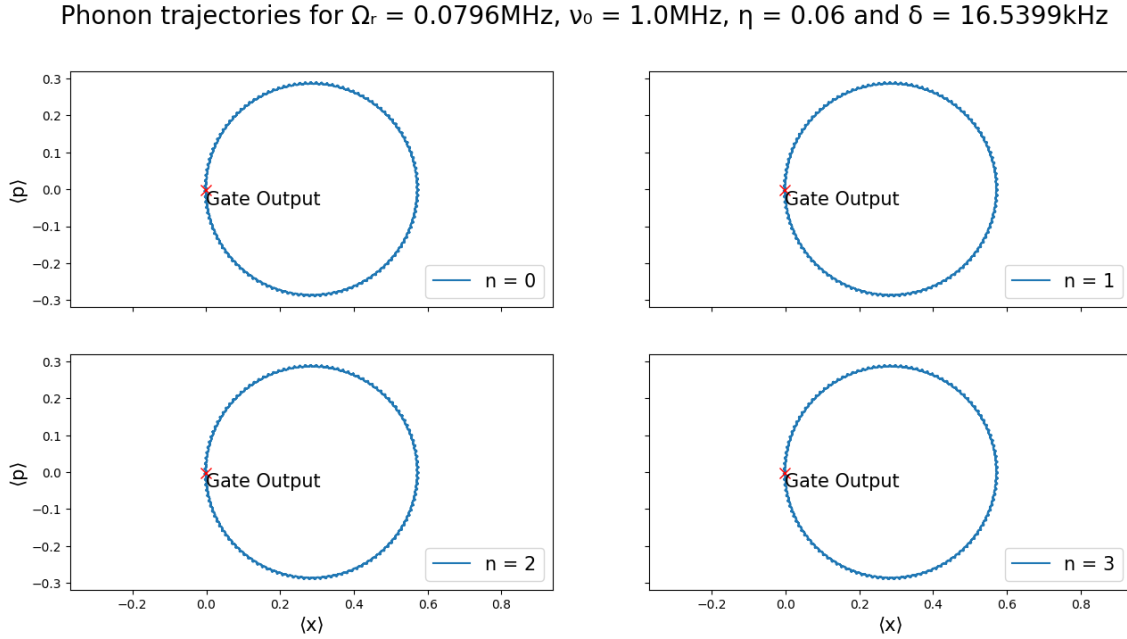 Phonon trajectories for Ωᵣ = 0.0796MHz, ν₀ = 1.0MHz, η = 0.06 and δ = 16.5399kHz
0.3
0.2
0.1
0.0
−0.1
−0.2
−0.3
⟨p⟩
Gate Output
n = 0
Gate Output
n = 1
0.3
0.2
0.1
0.0
−0.1
−0.2
−0.3
⟨p⟩
Gate Output
n = 2
Gate Output
n = 3
−0.2 0.0 0.2 0.4 0.6 0.8
⟨x⟩
−0.2 0.0 0.2 0.4 0.6 0.8
⟨x⟩